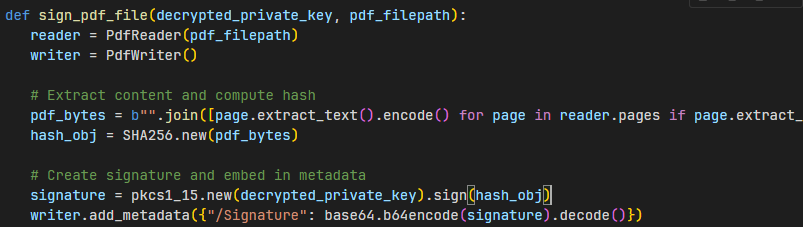 def sign_pdf_file(decrypted_private_key, pdf_filepath):
    reader = PdfReader(pdf_filepath)
    writer = PdfWriter()

    # Extract content and compute hash
    pdf_bytes = b"".join([page.extract_text().encode() for page in reader.pages if page.extract_
    hash_obj = SHA256.new(pdf_bytes)

    # Create signature and embed in metadata
    signature = pkcs1_15.new(decrypted_private_key).sign(hash_obj)
    writer.add_metadata({"/Signature": base64.b64encode(signature).decode()})